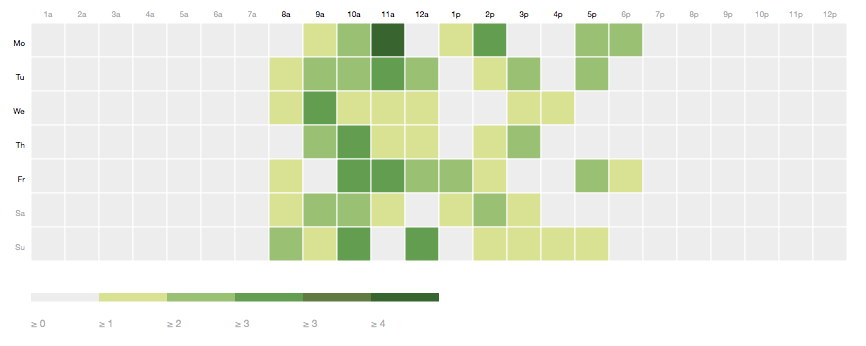 1a 2a 3a 4a 5a 6a 7a 8a 9a 10a 11a 12a 1p 2p 3p 4p 5p 6p 7p 8p 9p 10p 11p 12p
Mo
Tu
We
Th
Fr
Sa
Su
≥ 0 ≥ 1 ≥ 2 ≥ 3 ≥ 3 ≥ 4